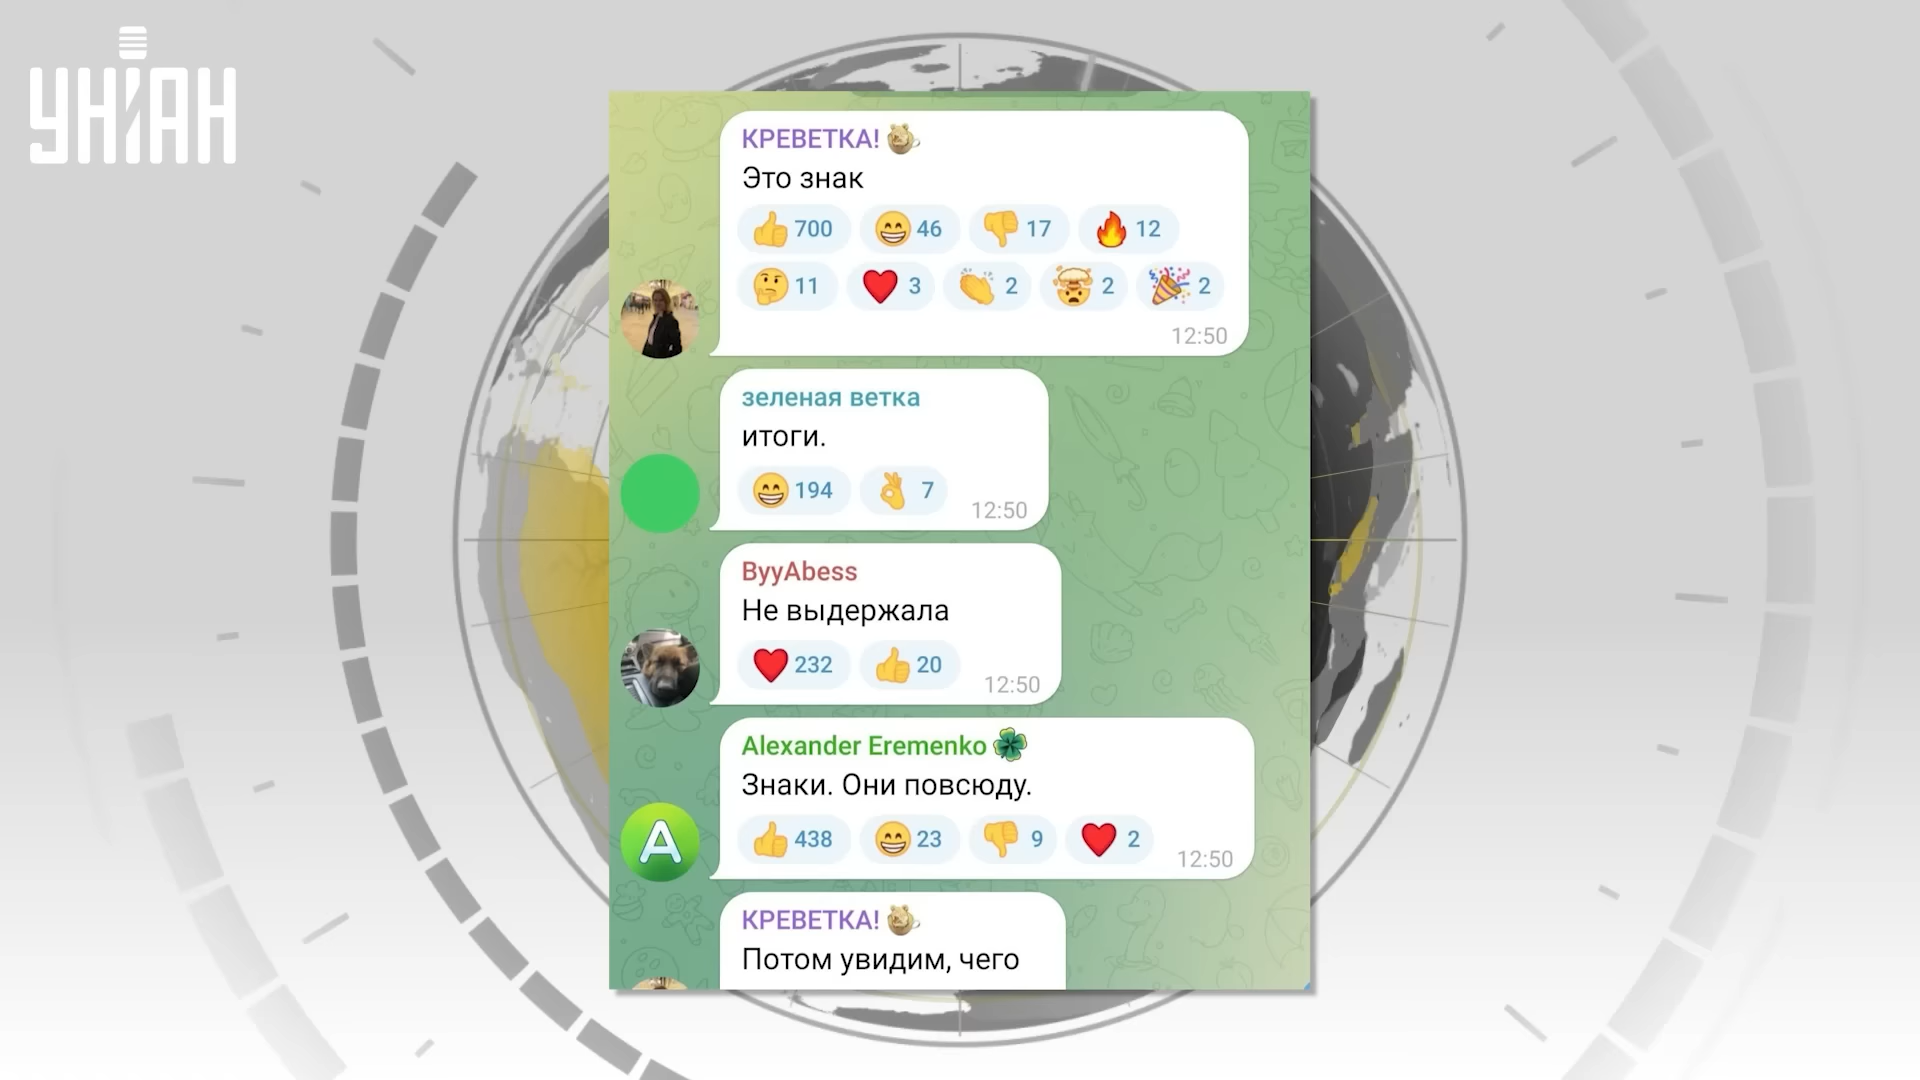 УНІАН
КРЕВЕТКА!
Это знак
700 46 17 12
11 3 2 2 2
12:50
зеленая ветка
итоги.
194 7
12:50
ByyAbess
Не выдержала
232 20
12:50
Alexander Eremenko
Знаки. Они повсюду.
A
438 23 9 2
12:50
КРЕВЕТКА!
Потом увидим, чего